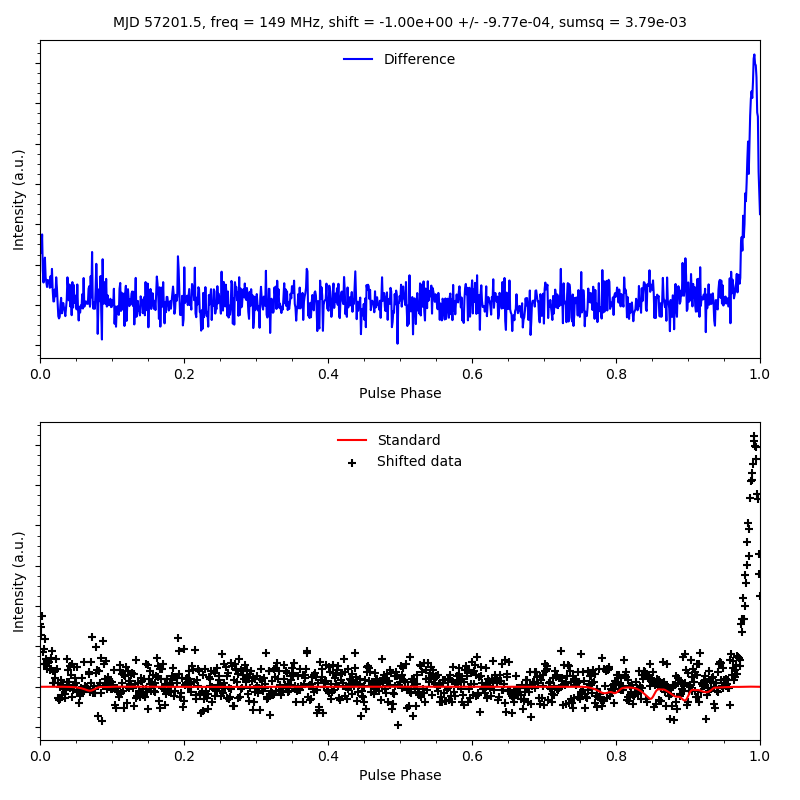 MJD 57201.5, freq = 149 MHz, shift = -1.00e+00 +/- -9.77e-04, sumsq = 3.79e-03
Difference
Intensity (a.u.)
0.0 0.2 0.4 0.6 0.8 1.0
Pulse Phase
Standard
Shifted data
Intensity (a.u.)
0.0 0.2 0.4 0.6 0.8 1.0
Pulse Phase